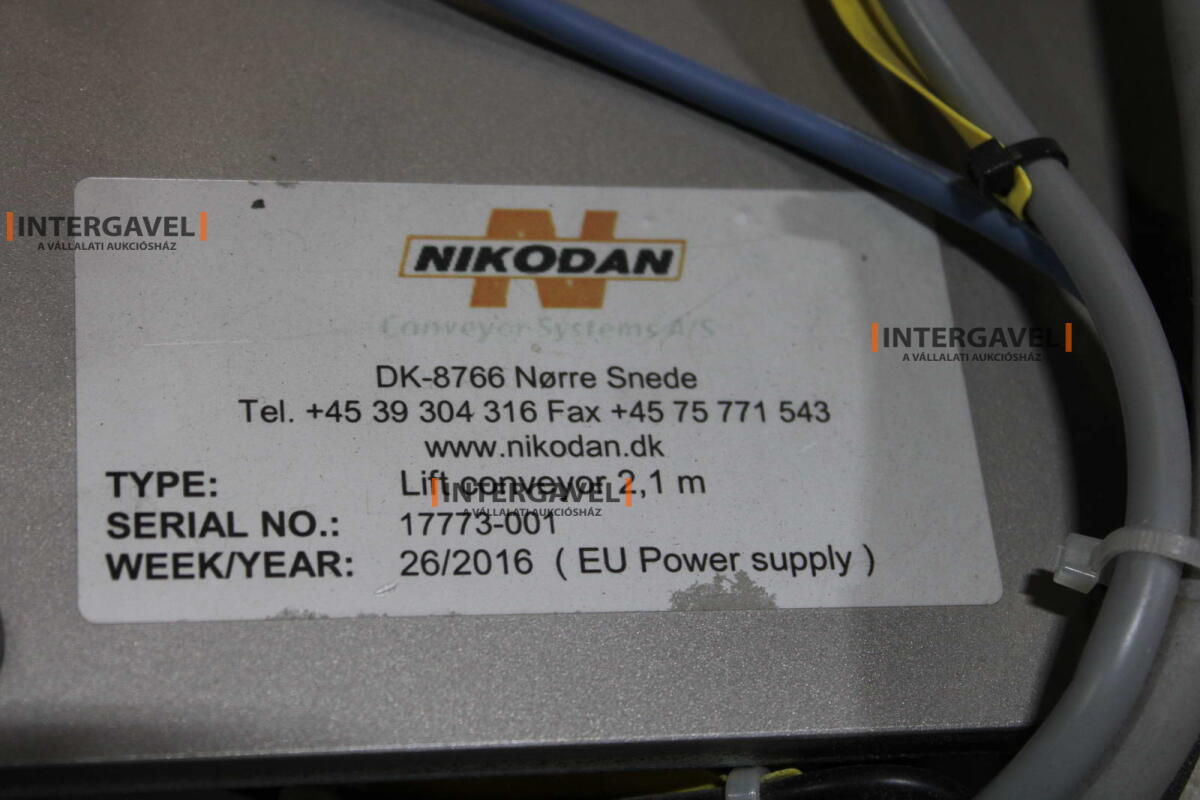 INTERGAVEL
A VÁLLALATI AUKCIÓSHÁZ
NIKODAN
Conveyor Systems A/S
INTERGAVEL
A VÁLLALATI AUKCIÓSHÁZ
DK-8766 Nørre Snede
Tel. +45 39 304 316 Fax +45 75 771 543
www.nikodan.dk
TYPE: Lift conveyor 2,1 m
INTERGAVEL
A VÁLLALATI AUKCIÓSHÁZ
SERIAL NO.: 17773-001
WEEK/YEAR: 26/2016 ( EU Power supply )